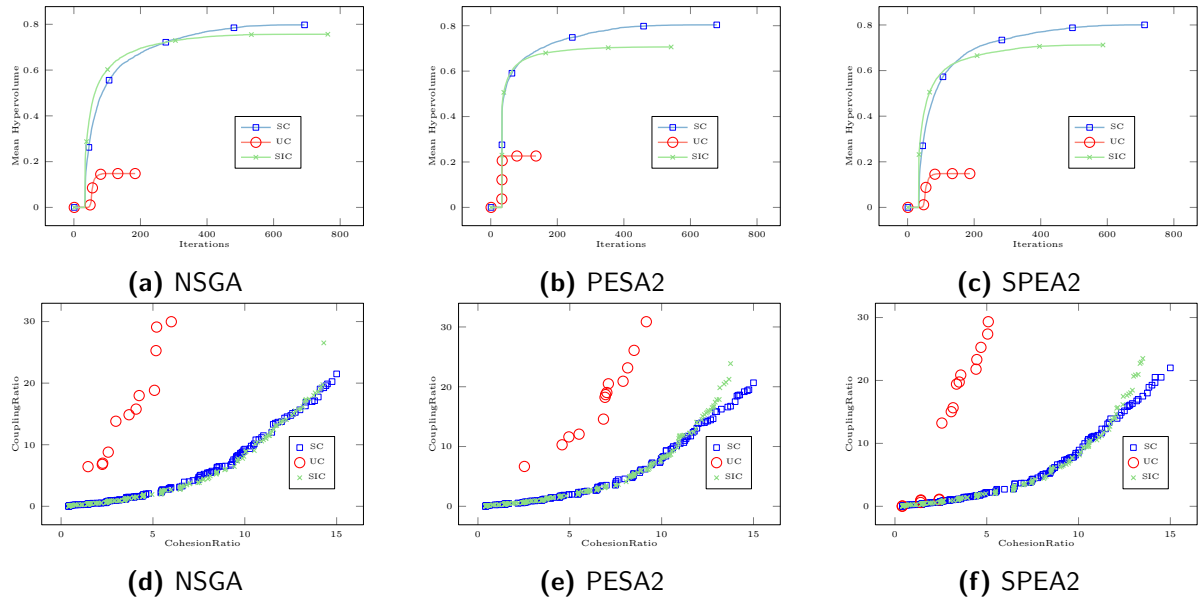 0.8
0.6
0.4
0.2
0
Mean Hypervolume
SC
UC
SIC
0 200 400 600 800
Iterations
(a) NSGA
0.8
0.6
0.4
0.2
0
Mean Hypervolume
SC
UC
SIC
0 200 400 600 800
Iterations
(b) PESA2
0.8
0.6
0.4
0.2
0
Mean Hypervolume
SC
UC
SIC
0 200 400 600 800
Iterations
(c) SPEA2
30
20
10
0
CouplingRatio
SC
UC
SIC
0 5 10 15
CohesionRatio
(d) NSGA
30
20
10
0
CouplingRatio
SC
UC
SIC
0 5 10 15
CohesionRatio
(e) PESA2
30
20
10
0
CouplingRatio
SC
UC
SIC
0 5 10 15
CohesionRatio
(f) SPEA2